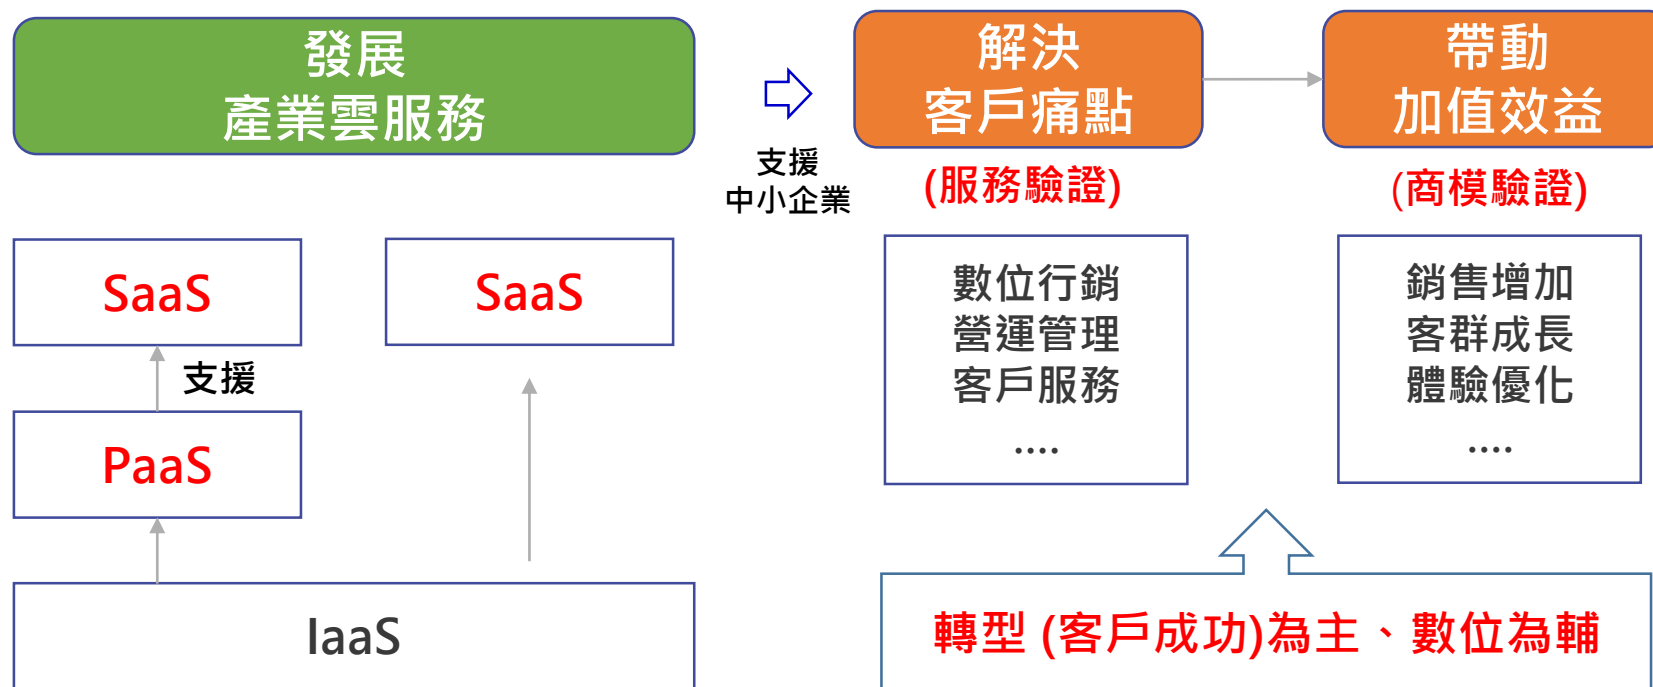 發展
產業雲服務
支援
中小企業
解決
客戶痛點
帶動
加值效益
(服務驗證)
(商模驗證)
SaaS
SaaS
支援
PaaS
IaaS
數位行銷
營運管理
客戶服務
....
銷售增加
客群成長
體驗優化
....
轉型 (客戶成功)為主、數位為輔